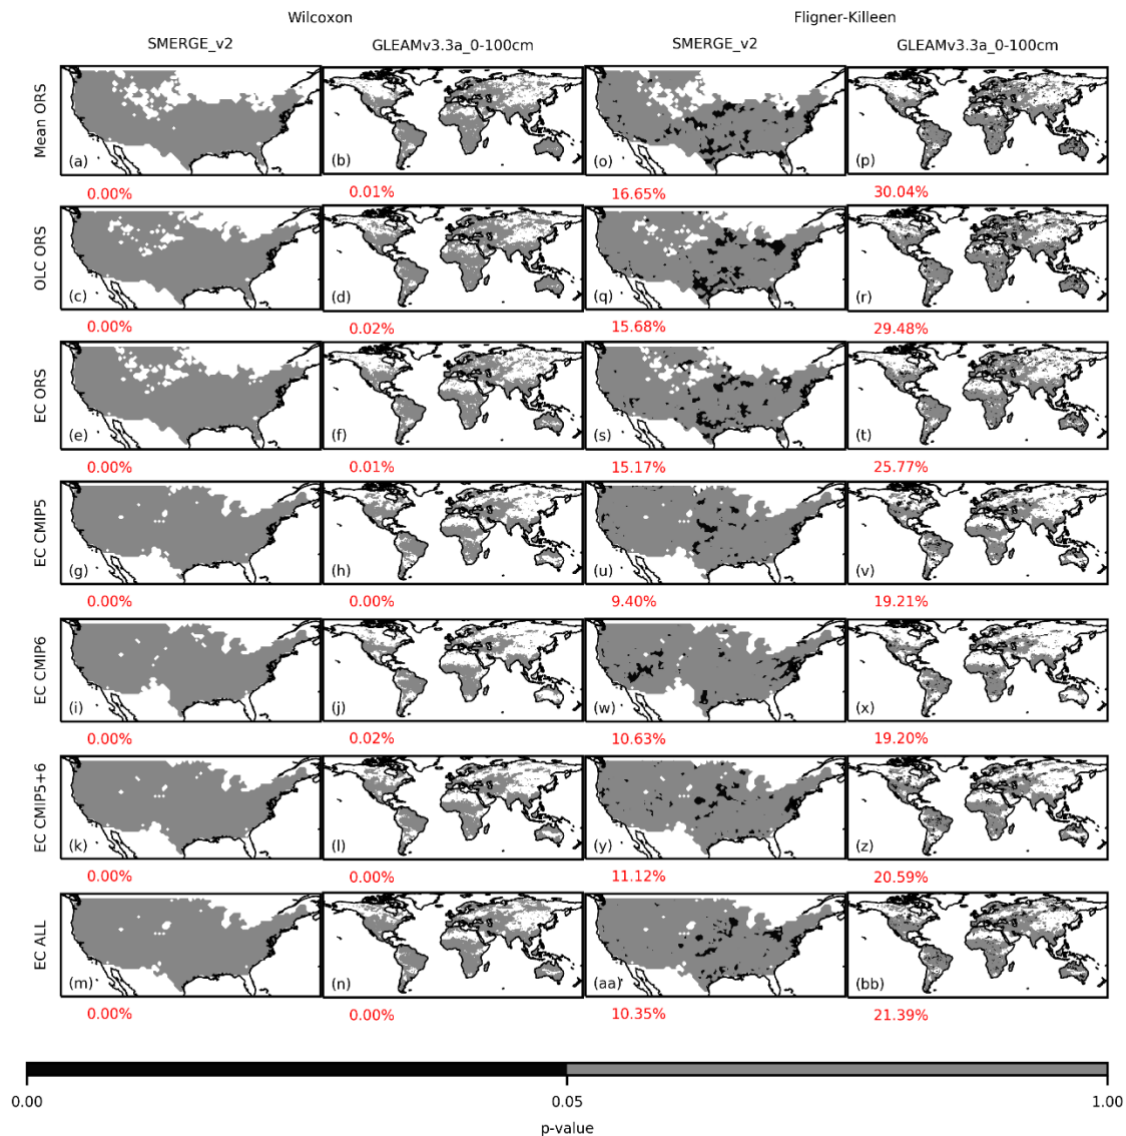 Wilcoxon Fligner-Killeen
SMERGE_v2 GLEAMv3.3a_0-100cm SMERGE_v2 GLEAMv3.3a_0-100cm
Mean ORS
(a) (b) (o) (p)
0.00% 0.01% 16.65% 30.04%
OLC ORS
(c) (d) (q) (r)
0.00% 0.02% 15.68% 29.48%
EC ORS
(e) (f) (s) (t)
0.00% 0.01% 15.17% 25.77%
EC CMIP5
(g) (h) (u) (v)
0.00% 0.00% 9.40% 19.21%
EC CMIP6
(i) (j) (w) (x)
0.00% 0.02% 10.63% 19.20%
EC CMIP5+6
(k) (l) (y) (z)
0.00% 0.00% 11.12% 20.59%
EC ALL
(m) (n) (aa) (bb)
0.00% 0.00% 10.35% 21.39%
0.00 0.05 1.00
p-value